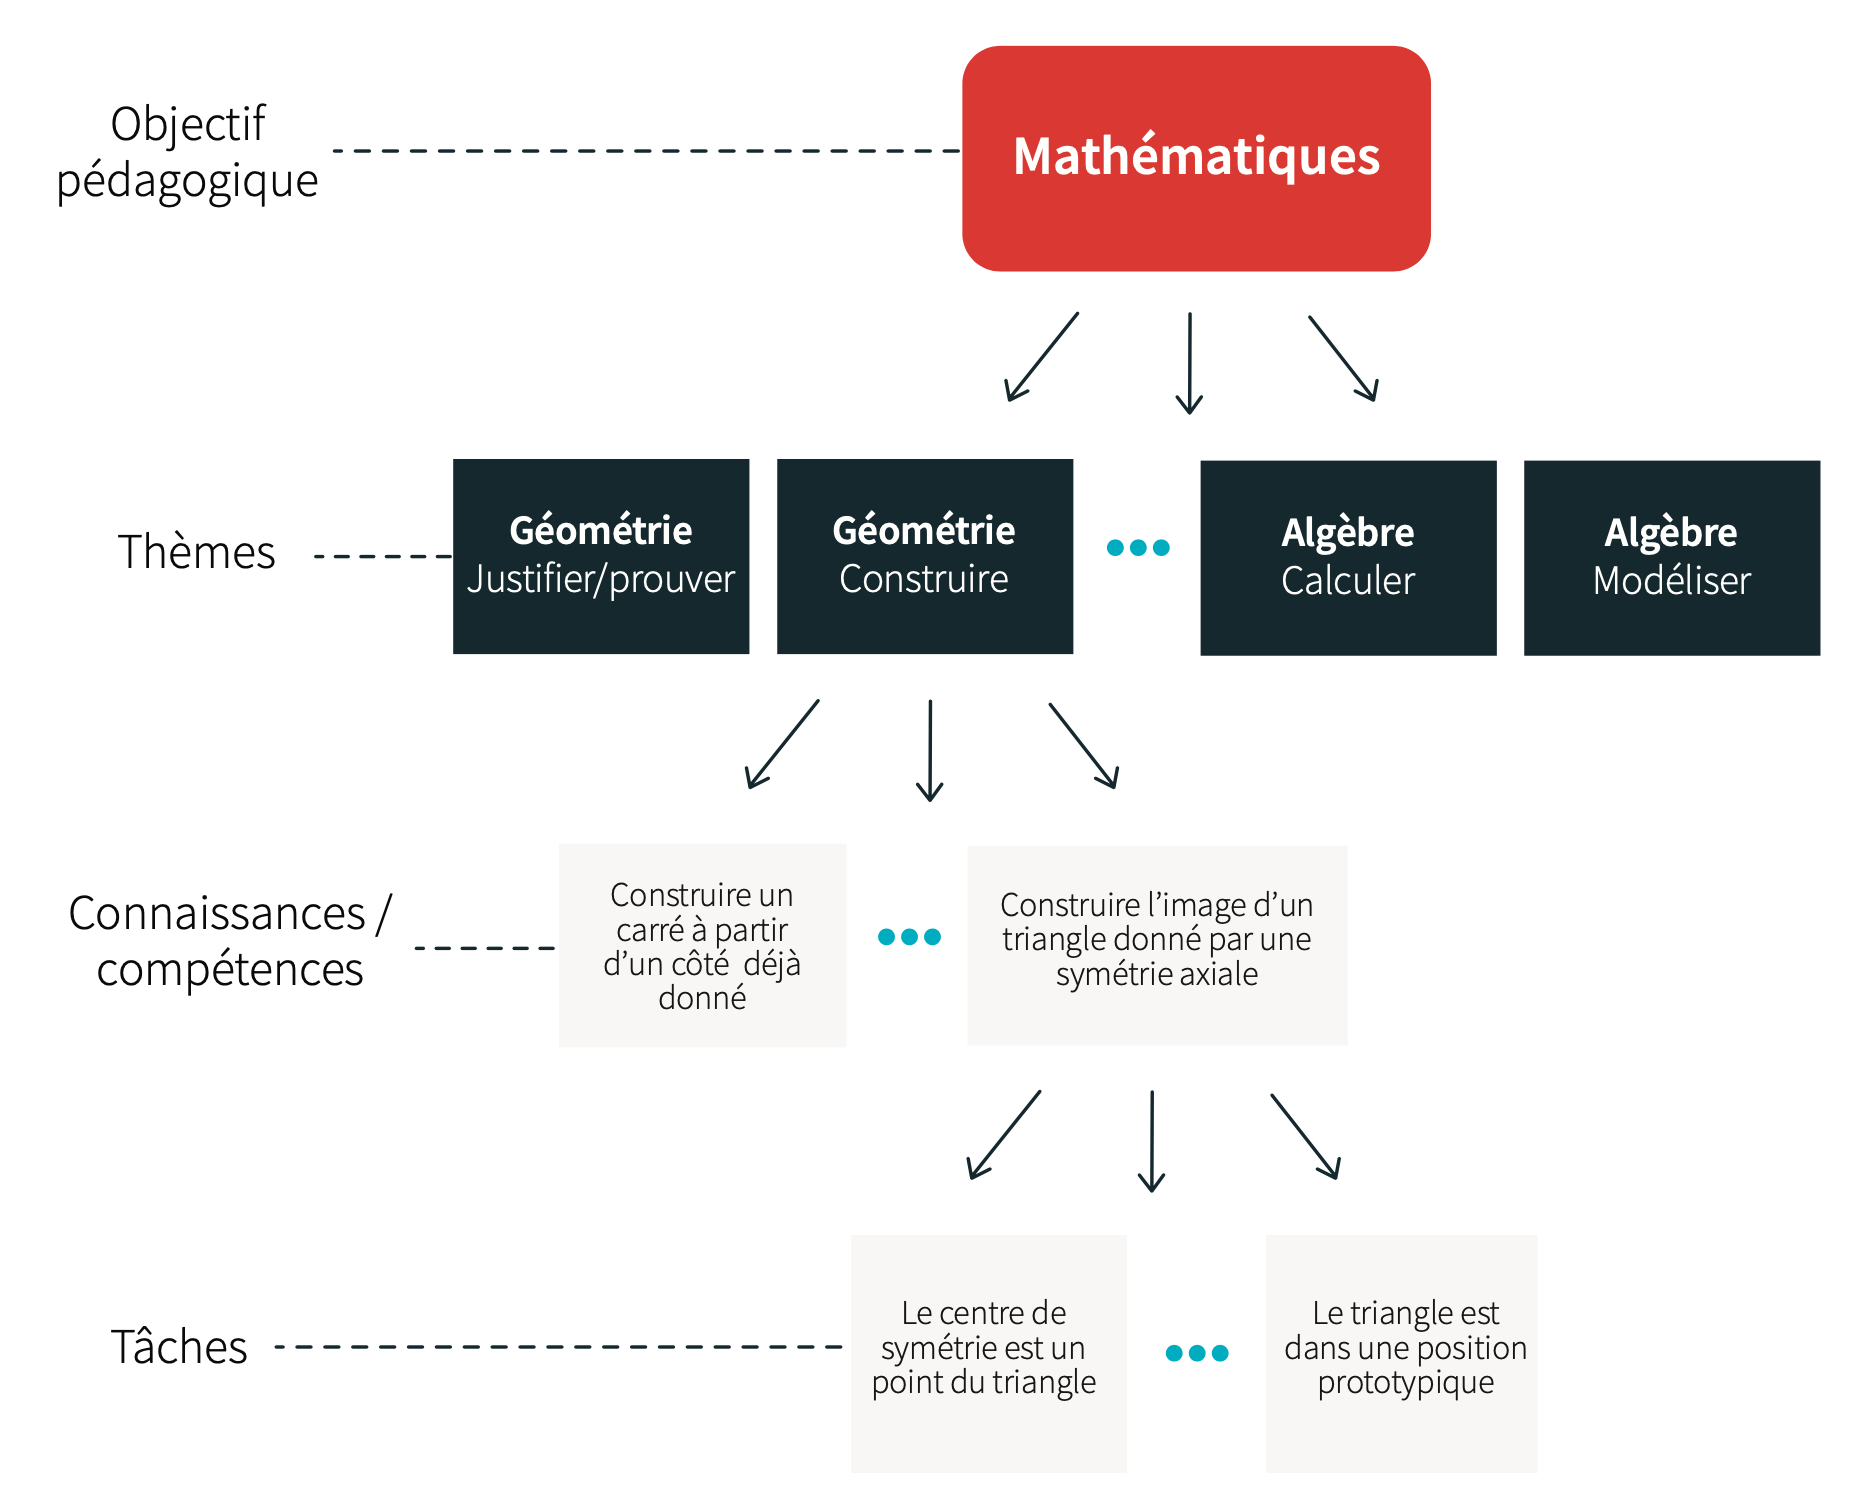 Objectif
pédagogique
Mathématiques
Thèmes
Géométrie
Justifier/prouver
Géométrie
Construire
Algèbre
Calculer
Algèbre
Modéliser
Connaissances /
compétences
Construire un
carré à partir
d’un côté  déjà
donné
Construire l’image d’un
triangle donné par une
symétrie axiale
Tâches
Le centre de
symétrie est un
point du triangle
Le triangle est
dans une position
prototypique